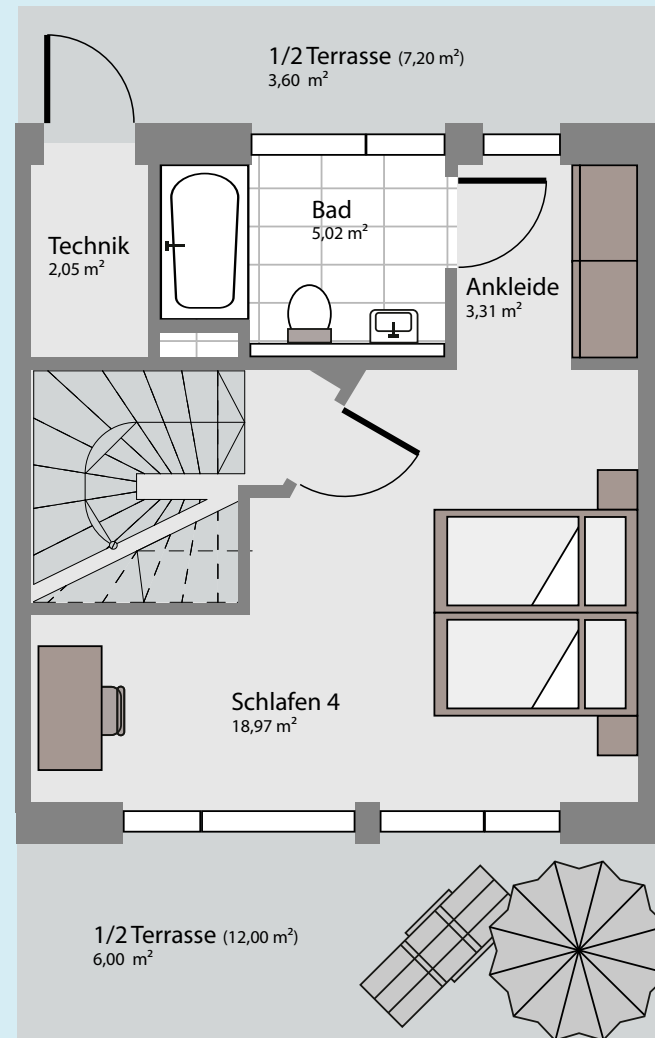 1/2 Terrasse (7,20 m²)
3,60 m²
Bad
5,02 m²
Technik
2,05 m²
Ankleide
3,31 m²
Schlafen 4
18,97 m²
1/2 Terrasse (12,00 m²)
6,00 m²